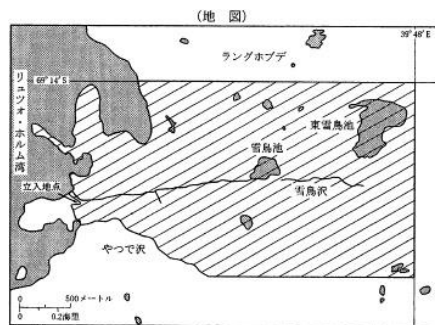 (地図)
39°48′E
ラングホブデ
69°14′S
リュツォ・ホルム湾
東雪鳥池
雪鳥池
立入地点
雪鳥沢
やつで沢
0 500メートル
0 0.2海里